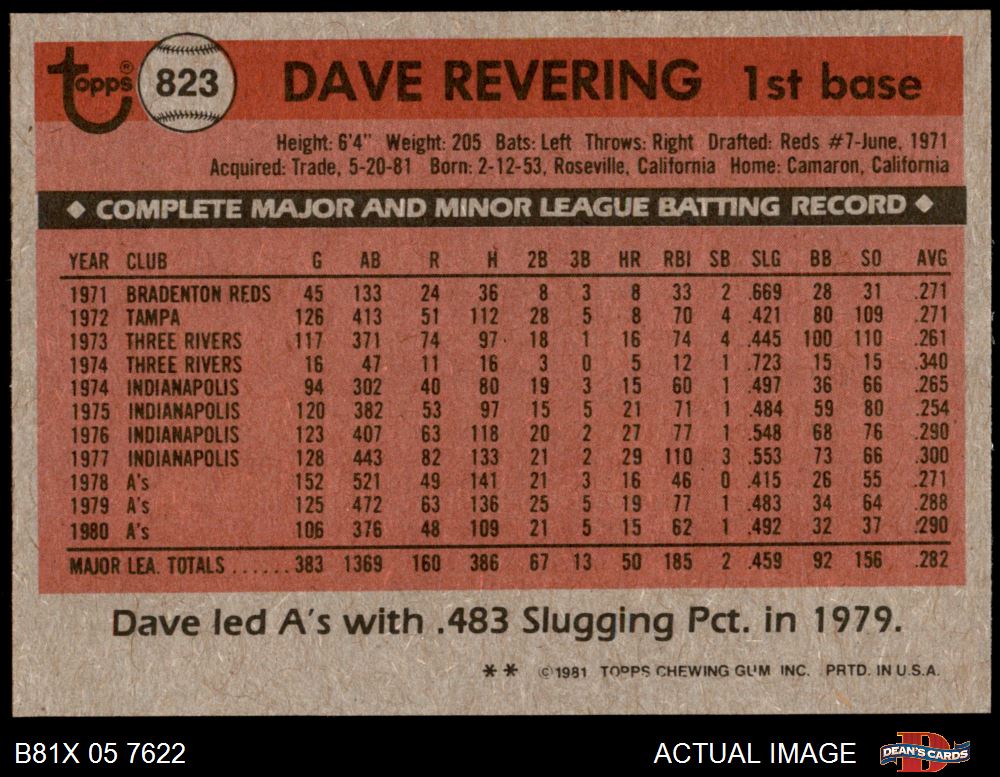 Topps® 823 DAVE REVERING 1st base
Height: 6'4" Weight: 205 Bats: Left Throws: Right Drafted: Reds #7-June, 1971
Acquired: Trade, 5-20-81 Born: 2-12-53, Roseville, California Home: Camaron, California
◆ COMPLETE MAJOR AND MINOR LEAGUE BATTING RECORD ◆
YEAR CLUB G AB R H 2B 3B HR RBI SB SLG BB SO AVG
1971 BRADENTON REDS 45 133 24 36 8 3 8 33 2 .669 28 31 .271
1972 TAMPA 126 413 51 112 28 5 8 70 4 .421 80 109 .271
1973 THREE RIVERS 117 371 74 97 18 1 16 74 4 .445 100 110 .261
1974 THREE RIVERS 16 47 11 16 3 0 5 12 1 .723 15 15 .340
1974 INDIANAPOLIS 94 302 40 80 19 3 15 60 1 .497 36 66 .265
1975 INDIANAPOLIS 120 382 53 97 15 5 21 71 1 .484 59 80 .254
1976 INDIANAPOLIS 123 407 63 118 20 2 27 77 1 .548 68 76 .290
1977 INDIANAPOLIS 128 443 82 133 21 2 29 110 3 .553 73 66 .300
1978 A's 152 521 49 141 21 3 16 46 0 .415 26 55 .271
1979 A's 125 472 63 136 25 5 19 77 1 .483 34 64 .288
1980 A's 106 376 48 109 21 5 15 62 1 .492 32 37 .290
MAJOR LEA. TOTALS ...... 383 1369 160 386 67 13 50 185 2 .459 92 156 .282
Dave led A's with .483 Slugging Pct. in 1979.
** ©1981 TOPPS CHEWING GUM INC. PRTD. IN U.S.A.
B81X 05 7622 ACTUAL IMAGE DEAN'S CARDS